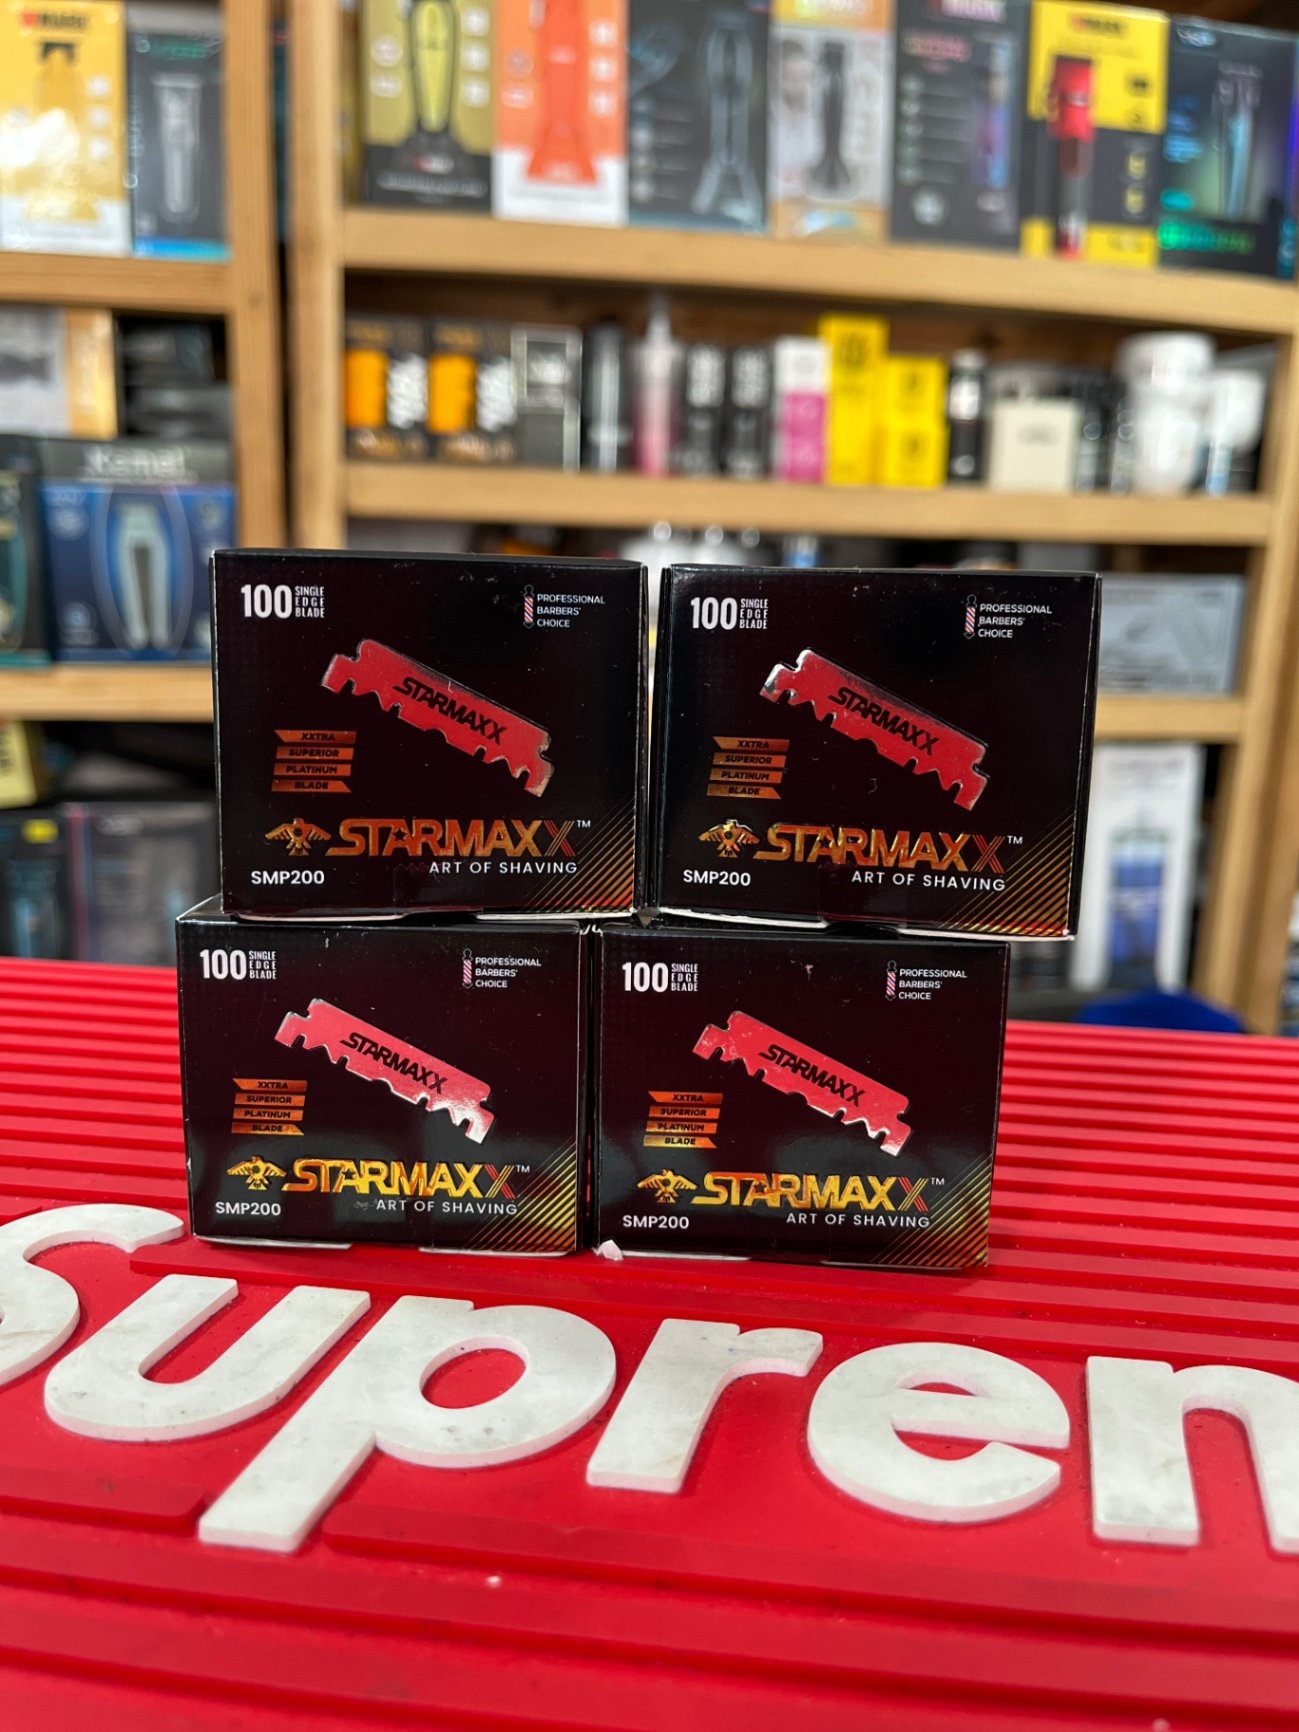 Kemei
100 SINGLE
EDGE
BLADE
PROFESSIONAL
BARBERS'
CHOICE
STARMAXX
XXTRA
SUPERIOR
PLATINUM
BLADE
STARMAXX™
ART OF SHAVING
SMP200
100 SINGLE
EDGE
BLADE
PROFESSIONAL
BARBERS'
CHOICE
STARMAXX
XXTRA
SUPERIOR
PLATINUM
BLADE
STARMAXX™
ART OF SHAVING
SMP200
100 SINGLE
EDGE
BLADE
PROFESSIONAL
BARBERS'
CHOICE
STARMAXX
XXTRA
SUPERIOR
PLATINUM
BLADE
STARMAXX™
ART OF SHAVING
SMP200
100 SINGLE
EDGE
BLADE
PROFESSIONAL
BARBERS'
CHOICE
STARMAXX
XXTRA
SUPERIOR
PLATINUM
BLADE
STARMAXX™
ART OF SHAVING
SMP200
Supren